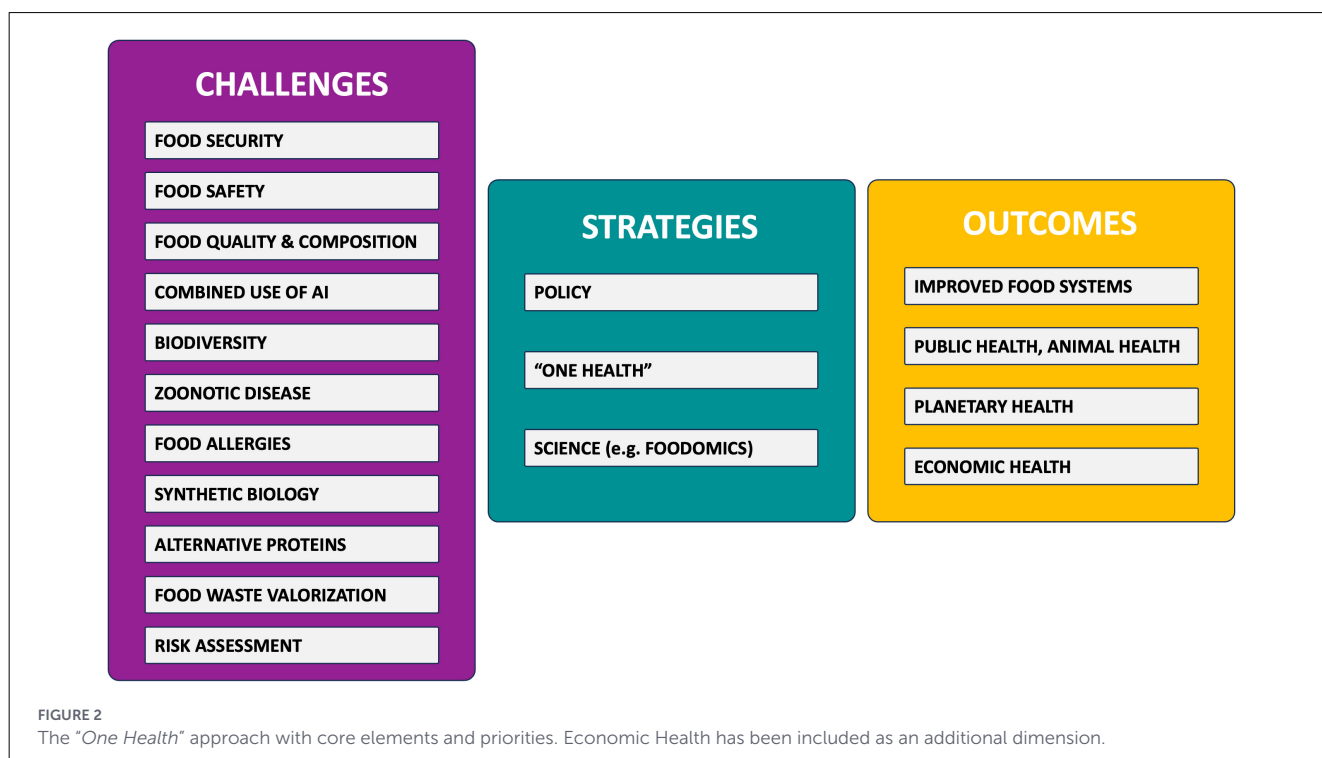 CHALLENGES
FOOD SECURITY
FOOD SAFETY
FOOD QUALITY & COMPOSITION
COMBINED USE OF AI
BIODIVERSITY
ZOONOTIC DISEASE
FOOD ALLERGIES
SYNTHETIC BIOLOGY
ALTERNATIVE PROTEINS
FOOD WASTE VALORIZATION
RISK ASSESSMENT
STRATEGIES
POLICY
“ONE HEALTH”
SCIENCE (e.g. FOODOMICS)
OUTCOMES
IMPROVED FOOD SYSTEMS
PUBLIC HEALTH, ANIMAL HEALTH
PLANETARY HEALTH
ECONOMIC HEALTH
FIGURE 2
The “One Health” approach with core elements and priorities. Economic Health has been included as an additional dimension.